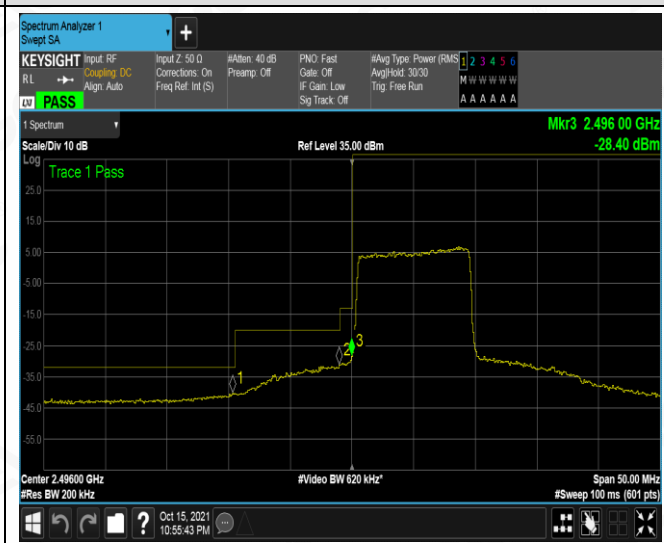 Spectrum Analyzer 1
Swept SA
+
KEYSIGHT
RL
PASS
Input: RF
Coupling: DC
Align: Auto
Input Z: 50 Ω
Corrections: On
Freq Ref: Int (S)
#Atten: 40 dB
Preamp: Off
PNO: Fast
Gate: Off
IF Gain: Low
Sig Track: Off
#Avg Type: Power (RMS
Avg|Hold: 30/30
Trig: Free Run
1 2 3 4 5 6
M W W W W W
A A A A A A
1 Spectrum
Mkr3 2.496 00 GHz
Scale/Div 10 dB
Ref Level 35.00 dBm
-28.40 dBm
Log
Trace 1 Pass
25.0
15.0
5.00
-5.00
-15.0
-25.0
-35.0
-45.0
-55.0
1
2
3
Center 2.49600 GHz
#Video BW 620 kHz*
Span 50.00 MHz
#Res BW 200 kHz
#Sweep 100 ms (601 pts)
?
Oct 15, 2021
10:55:43 PM